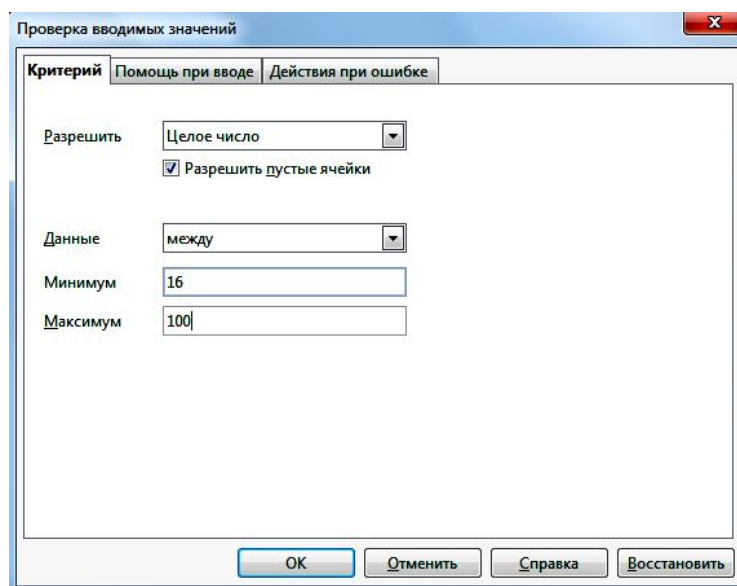 Проверка вводимых значений
Критерий Помощь при вводе Действия при ошибке
Разрешить Целое число
Разрешить пустые ячейки
Данные между
Минимум 16
Максимум 100
OK Отменить Справка Восстановить